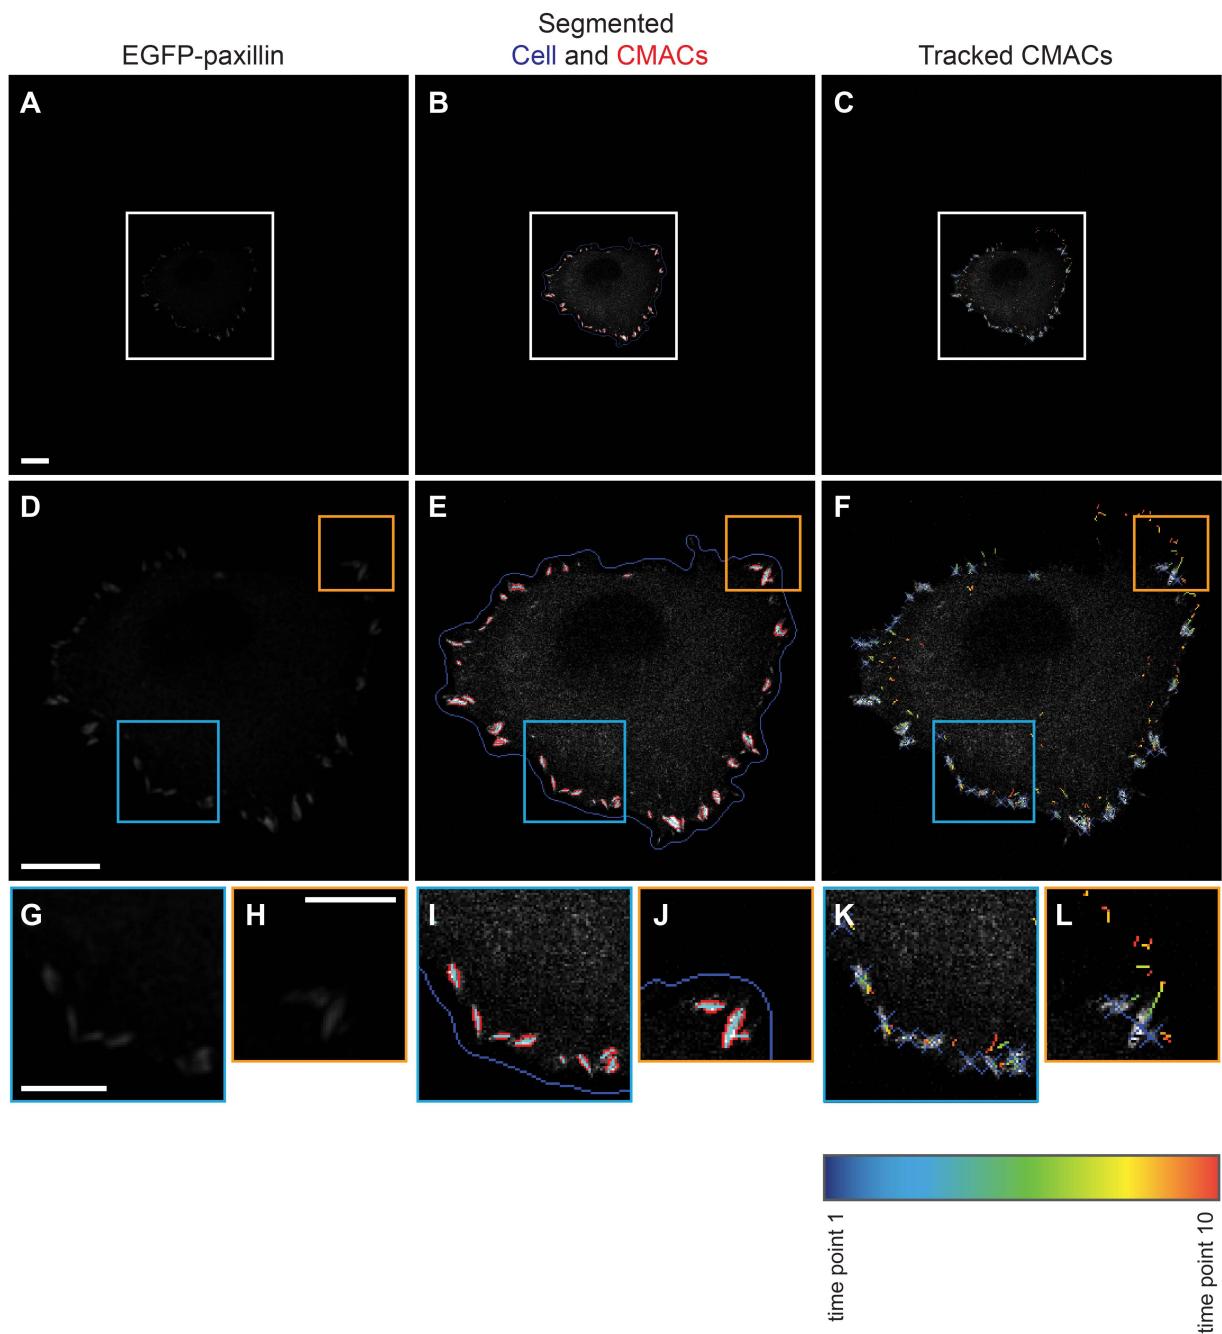 Segmented
EGFP-paxillin Cell and CMACs Tracked CMACs
A B C
D E F
G H I J K L
time point 1 time point 10